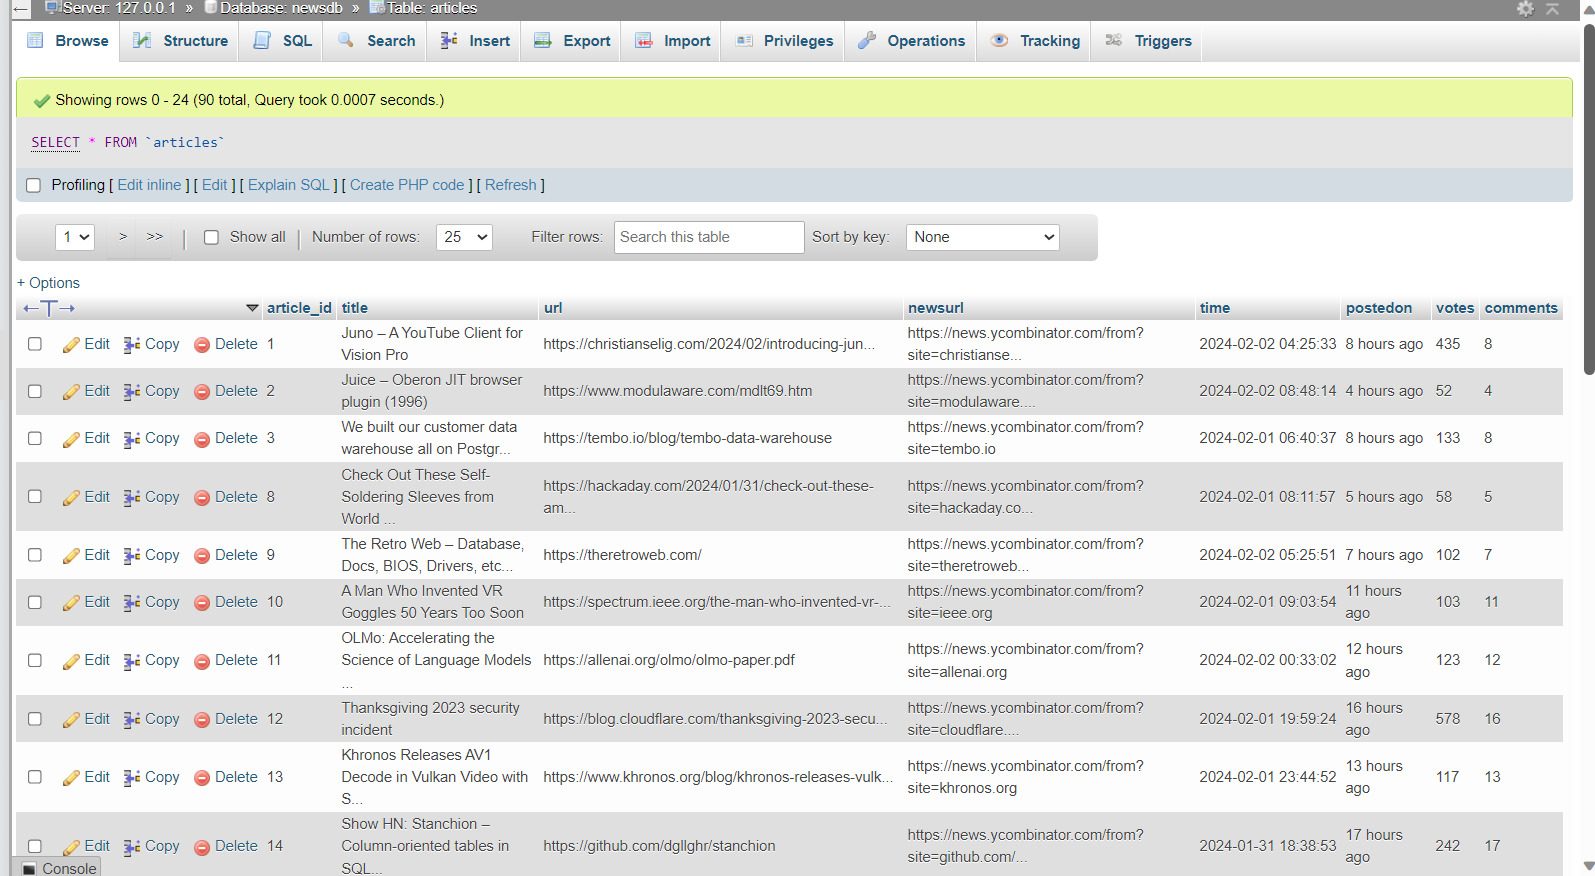 ← Server: 127.0.0.1 » Database: newsdb » Table: articles
Browse Structure SQL Search Insert Export Import Privileges Operations Tracking Triggers
Showing rows 0 - 24 (90 total, Query took 0.0007 seconds.)
SELECT * FROM `articles`
Profiling [ Edit inline ] [ Edit ] [ Explain SQL ] [ Create PHP code ] [ Refresh ]
1 > >> | Show all | Number of rows: 25 Filter rows: Search this table Sort by key: None
+ Options
←T→ article_id title url newsurl time postedon votes comments
Juno – A YouTube Client for
Vision Pro
Edit Copy Delete 1 https://christianselig.com/2024/02/introducing-jun...
https://news.ycombinator.com/from?
site=christianse...
2024-02-02 04:25:33 8 hours ago 435 8
Juice – Oberon JIT browser
plugin (1996)
Edit Copy Delete 2 https://www.modulaware.com/mdlt69.htm
https://news.ycombinator.com/from?
site=modulaware....
2024-02-02 08:48:14 4 hours ago 52 4
We built our customer data
warehouse all on Postgr...
Edit Copy Delete 3 https://tembo.io/blog/tembo-data-warehouse
https://news.ycombinator.com/from?
site=tembo.io
2024-02-01 06:40:37 8 hours ago 133 8
Check Out These Self-
Soldering Sleeves from
World ...
Edit Copy Delete 8
https://hackaday.com/2024/01/31/check-out-these-
am...
https://news.ycombinator.com/from?
site=hackaday.co...
2024-02-01 08:11:57 5 hours ago 58 5
The Retro Web – Database,
Docs, BIOS, Drivers, etc...
Edit Copy Delete 9 https://theretroweb.com/
https://news.ycombinator.com/from?
site=theretroweb...
2024-02-02 05:25:51 7 hours ago 102 7
A Man Who Invented VR
Goggles 50 Years Too Soon
Edit Copy Delete 10 https://spectrum.ieee.org/the-man-who-invented-vr-...
https://news.ycombinator.com/from?
site=ieee.org
2024-02-01 09:03:54 11 hours
ago
103 11
OLMo: Accelerating the
Science of Language Models
...
Edit Copy Delete 11 https://allenai.org/olmo/olmo-paper.pdf
https://news.ycombinator.com/from?
site=allenai.org
2024-02-02 00:33:02 12 hours
ago
123 12
Thanksgiving 2023 security
incident
Edit Copy Delete 12 https://blog.cloudflare.com/thanksgiving-2023-secu...
https://news.ycombinator.com/from?
site=cloudflare....
2024-02-01 19:59:24 16 hours
ago
578 16
Khronos Releases AV1
Decode in Vulkan Video with
S...
Edit Copy Delete 13 https://www.khronos.org/blog/khronos-releases-vulk...
https://news.ycombinator.com/from?
site=khronos.org
2024-02-01 23:44:52 13 hours
ago
117 13
Show HN: Stanchion –
Column-oriented tables in
SQL...
Edit Copy Delete 14 https://github.com/dgllghr/stanchion
https://news.ycombinator.com/from?
site=github.com/...
2024-01-31 18:38:53 17 hours
ago
242 17
Console